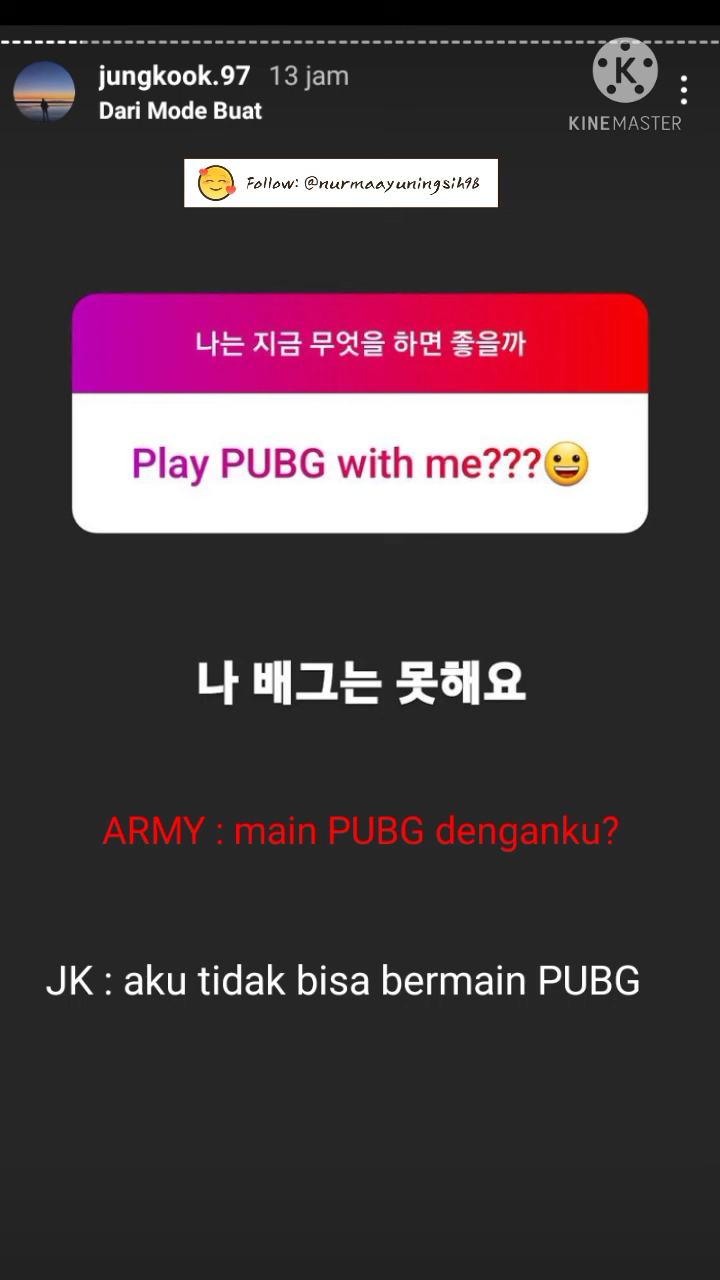 jungkook.97 13 jam
Dari Mode Buat
K
KINEMASTER
Follow: @nurmaayuningsih98
나는 지금 무엇을 하면 좋을까
Play PUBG with me???😀
나 배그는 못해요
ARMY : main PUBG denganku?
JK : aku tidak bisa bermain PUBG